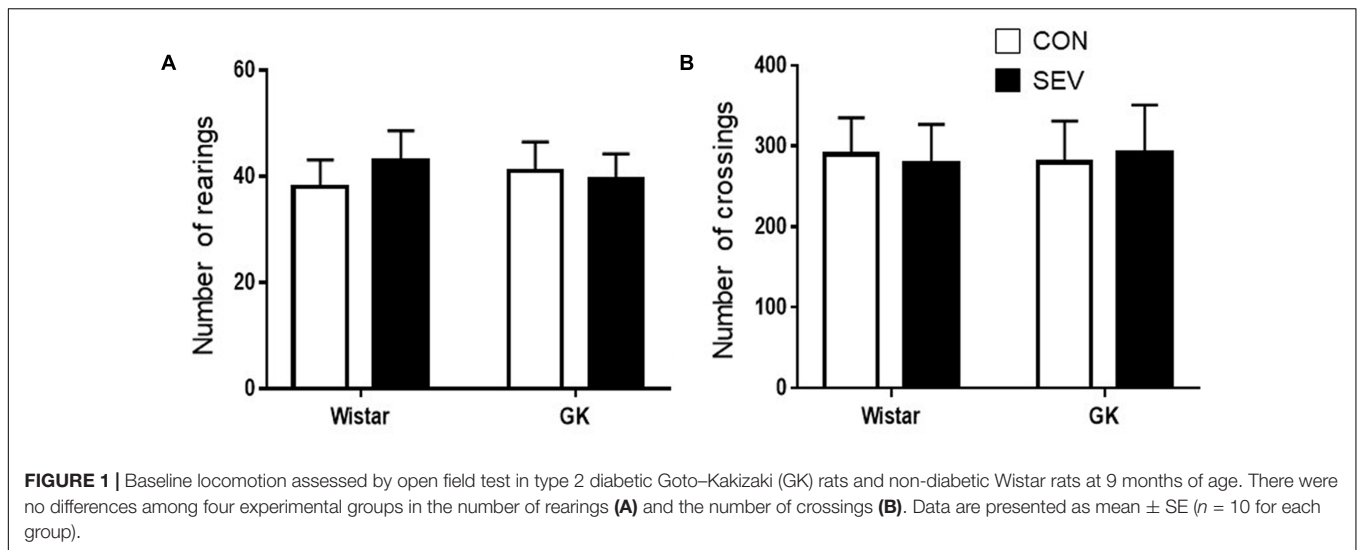 A
60
40
20
0
Number of rearings
Wistar
GK
B
CON
SEV
400
300
200
100
0
Number of crossings
Wistar
GK
FIGURE 1 | Baseline locomotion assessed by open field test in type 2 diabetic Goto–Kakizaki (GK) rats and non-diabetic Wistar rats at 9 months of age. There were
no differences among four experimental groups in the number of rearings (A) and the number of crossings (B). Data are presented as mean ± SE (n = 10 for each
group).